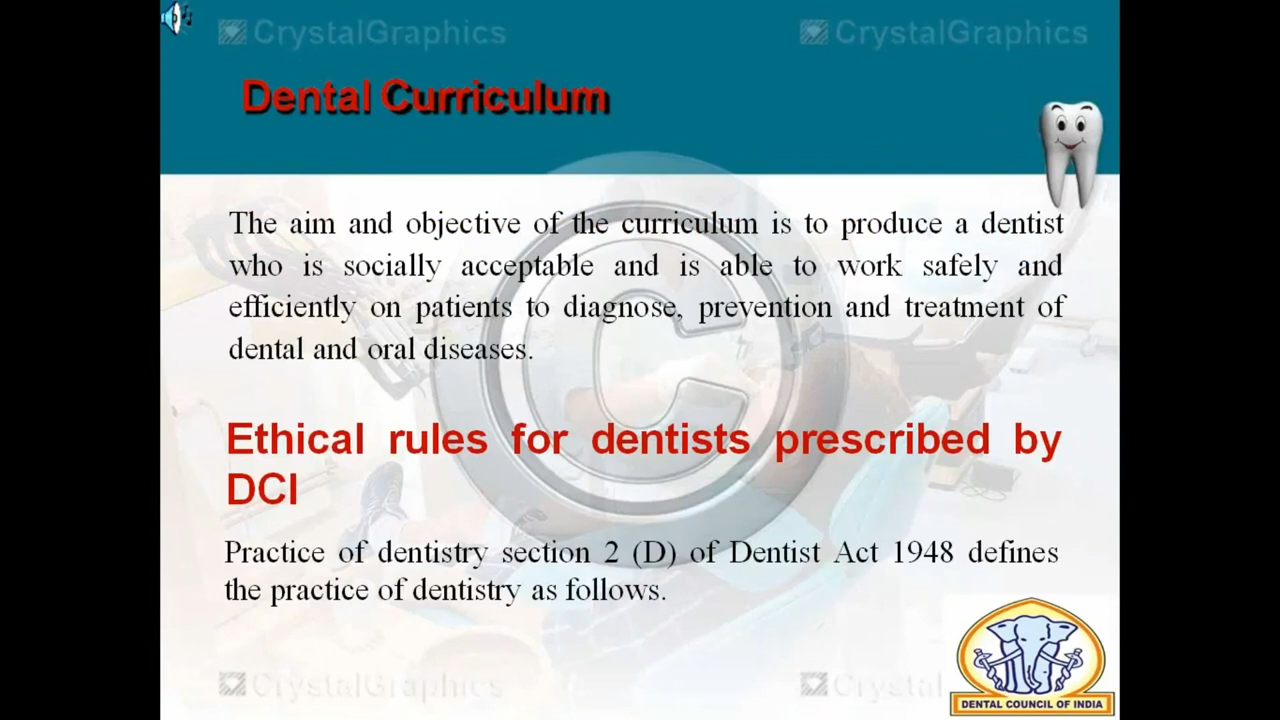 CrystalGraphics CrystalGraphics
Dental Curriculum
The aim and objective of the curriculum is to produce a dentist
who is socially acceptable and is able to work safely and
efficiently on patients to diagnose, prevention and treatment of
dental and oral diseases.
Ethical rules for dentists prescribed by
DCI
Practice of dentistry section 2 (D) of Dentist Act 1948 defines
the practice of dentistry as follows.
CrystalGraphics Crystal
DENTAL COUNCIL OF INDIA